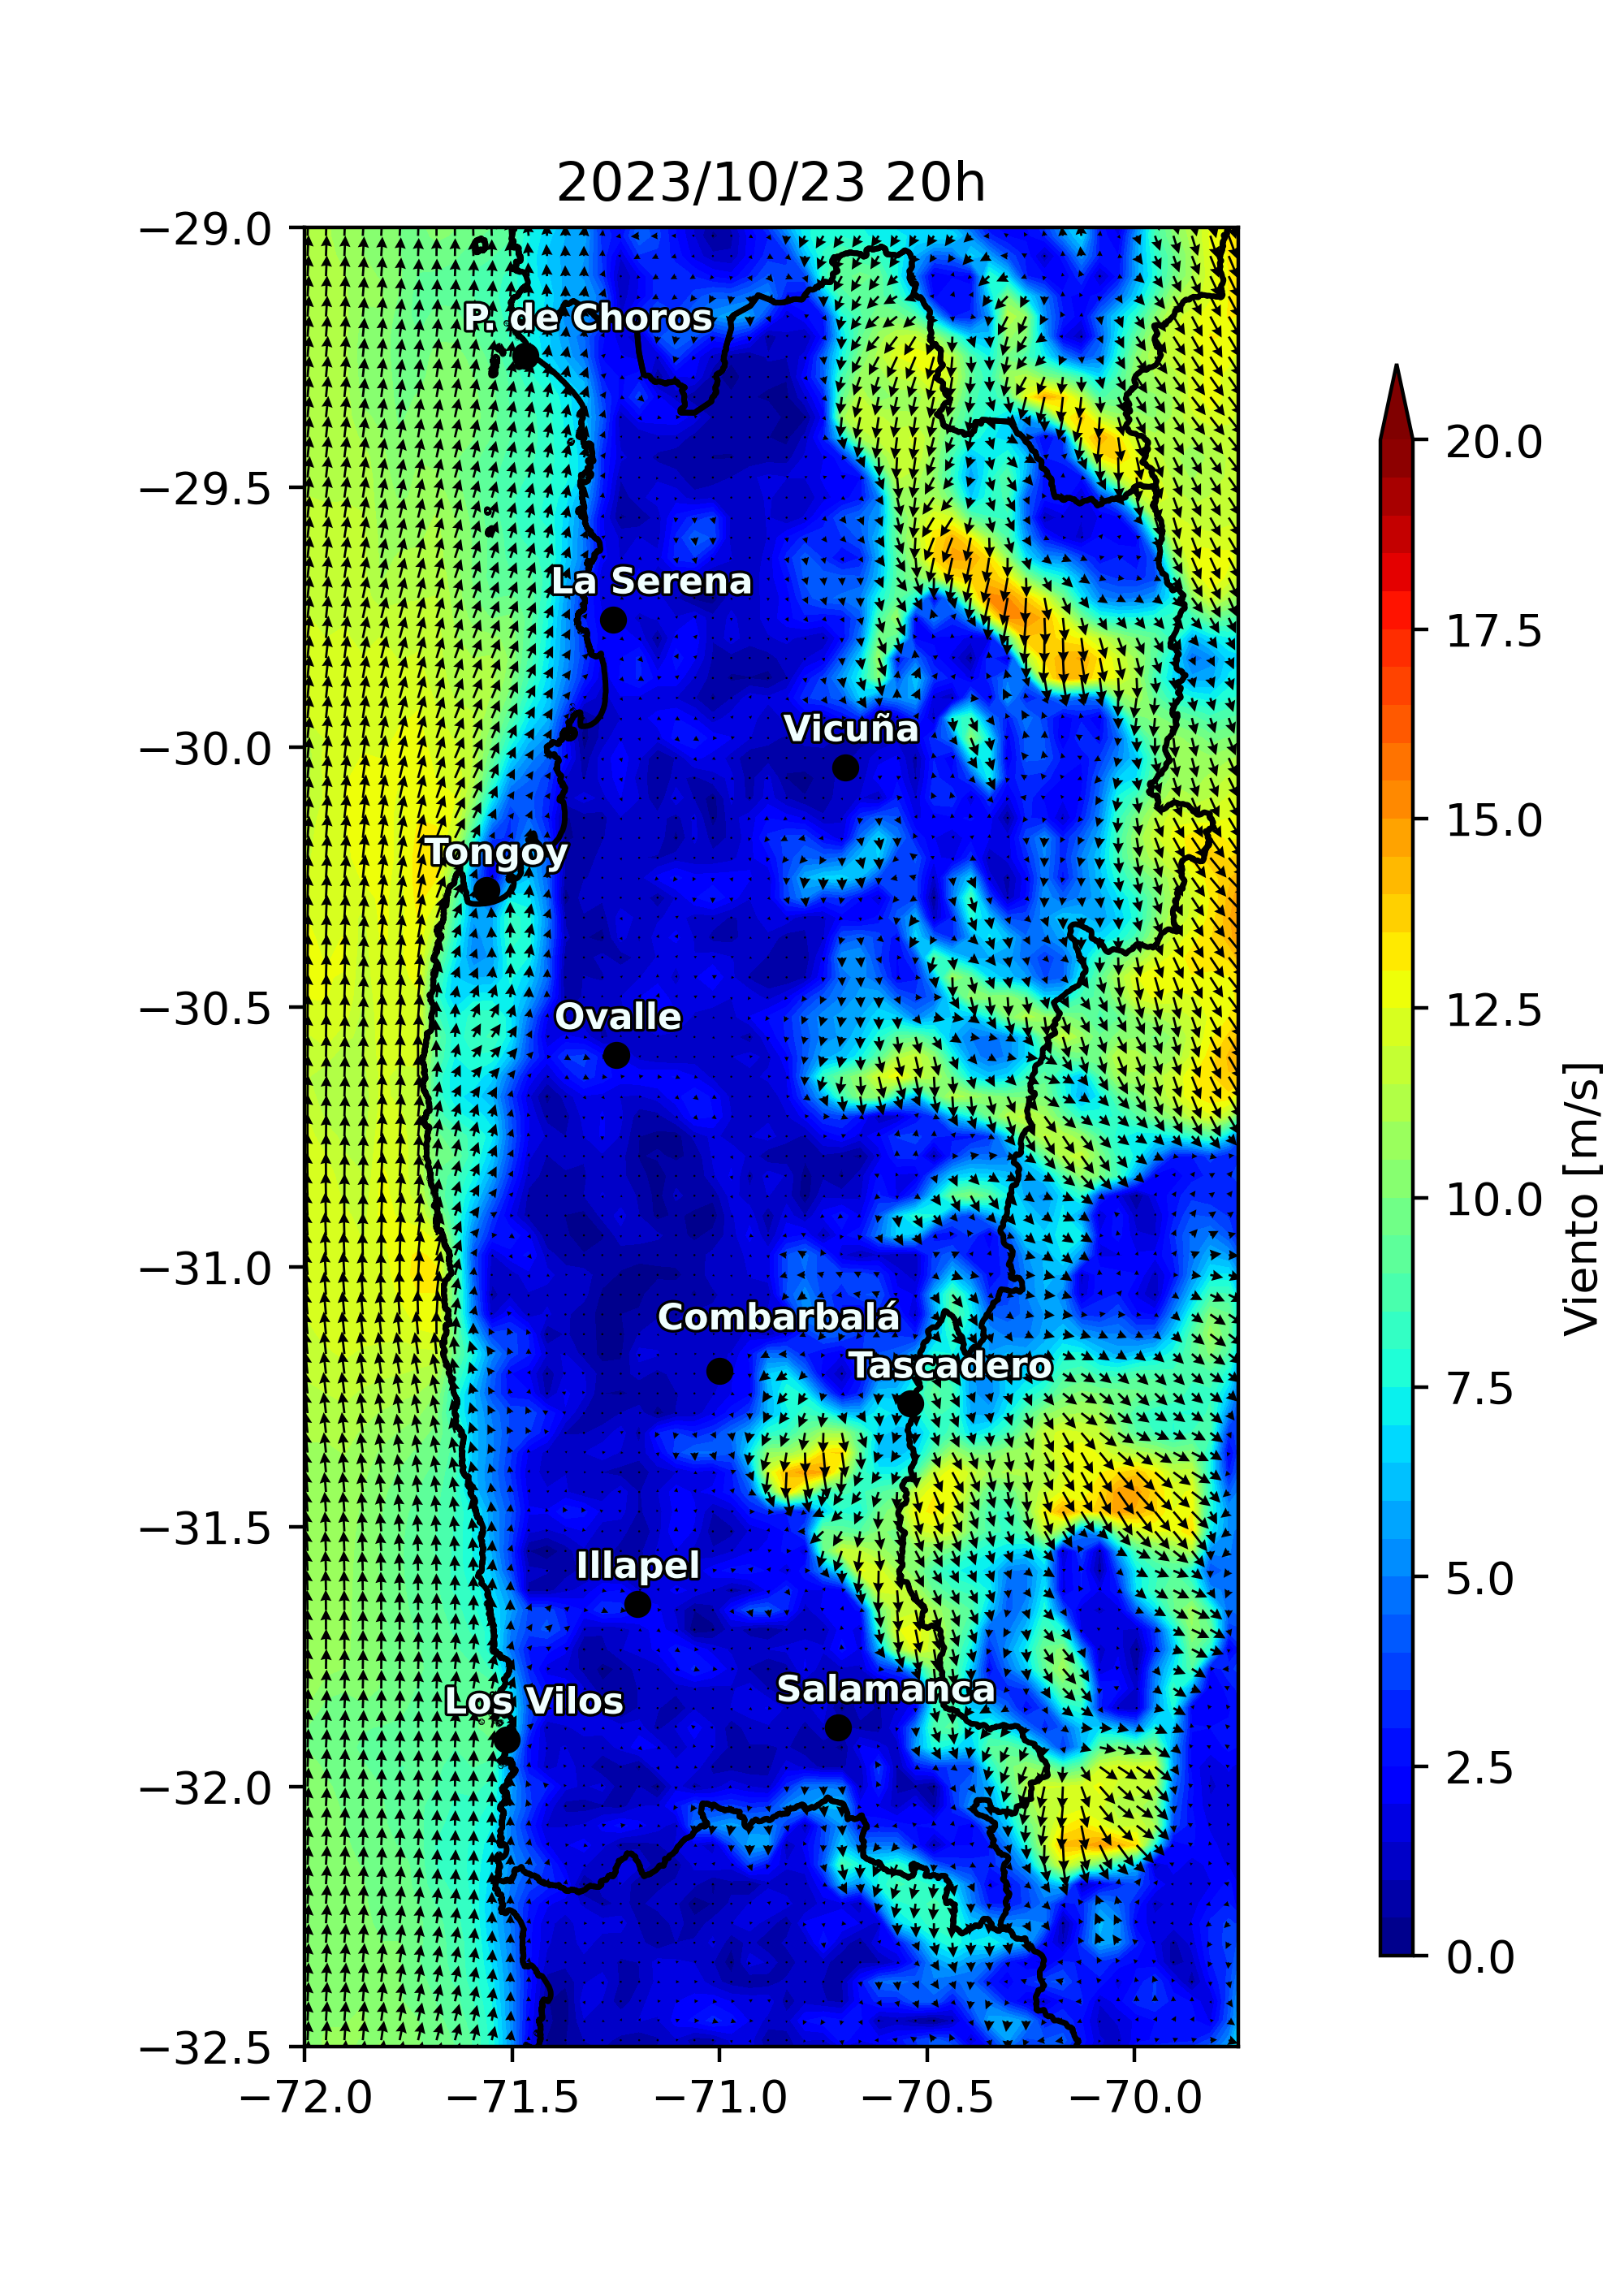 2023/10/23 20h
−29.0
−29.5
−30.0
−30.5
−31.0
−31.5
−32.0
−32.5
−72.0
−71.5
−71.0
−70.5
−70.0
P. de Choros
La Serena
Vicuña
Tongoy
Ovalle
Combarbalá
Tascadero
Illapel
Salamanca
Los Vilos
20.0
17.5
15.0
12.5
10.0
7.5
5.0
2.5
0.0
Viento [m/s]